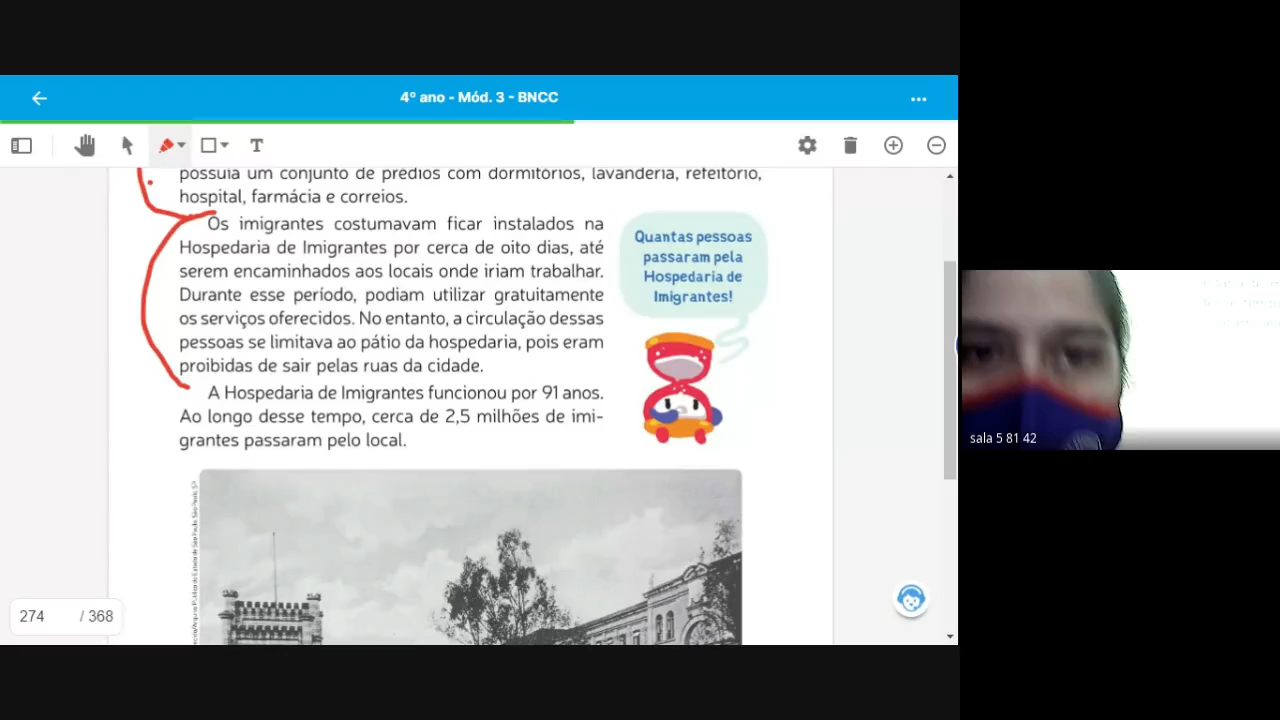 4º ano - Mód. 3 - BNCC
T
possuía um conjunto de prédios com dormitórios, lavanderia, refeitório,
hospital, farmácia e correios.
Os imigrantes costumavam ficar instalados na
Hospedaria de Imigrantes por cerca de oito dias, até
serem encaminhados aos locais onde iriam trabalhar.
Durante esse período, podiam utilizar gratuitamente
os serviços oferecidos. No entanto, a circulação dessas
pessoas se limitava ao pátio da hospedaria, pois eram
proibidas de sair pelas ruas da cidade.
A Hospedaria de Imigrantes funcionou por 91 anos.
Ao longo desse tempo, cerca de 2,5 milhões de imi-
grantes passaram pelo local.
Quantas pessoas
passaram pela
Hospedaria de
Imigrantes!
274 / 368
sala 5 81 42